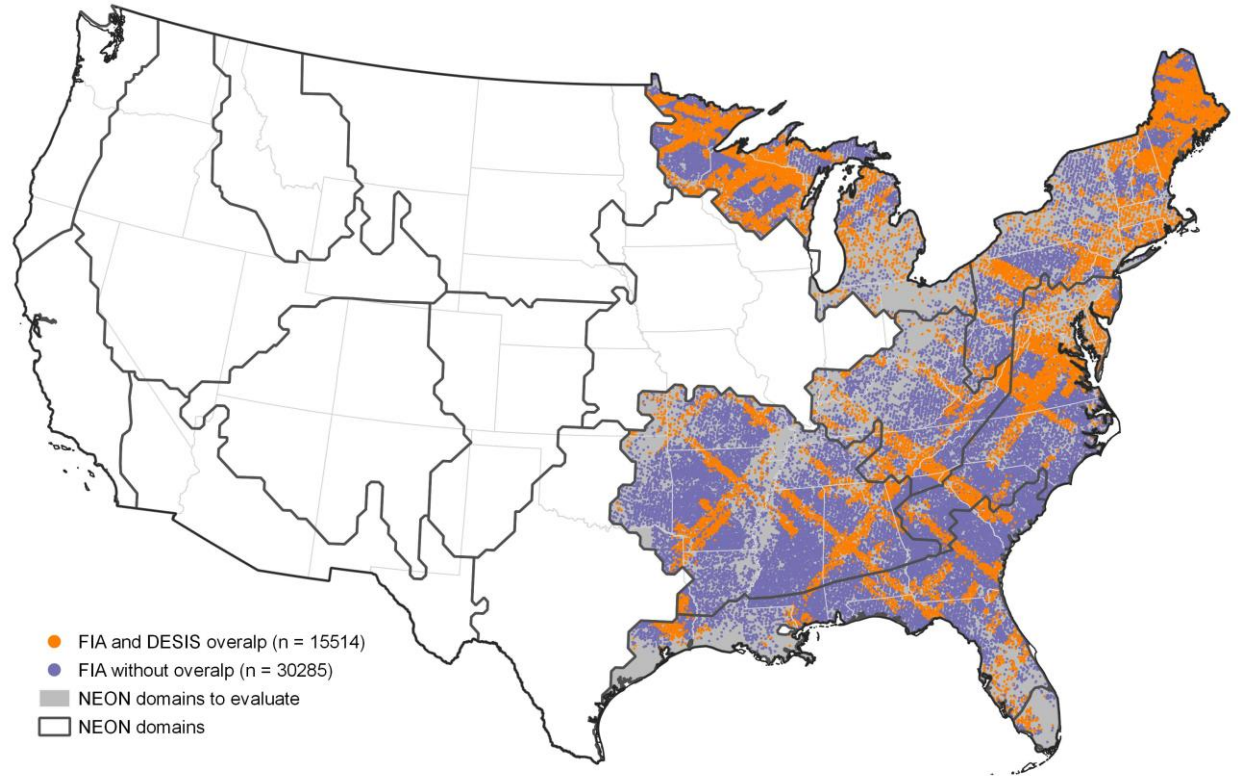 FIA and DESIS overalp (n = 15514)
FIA without overalp (n = 30285)
NEON domains to evaluate
NEON domains